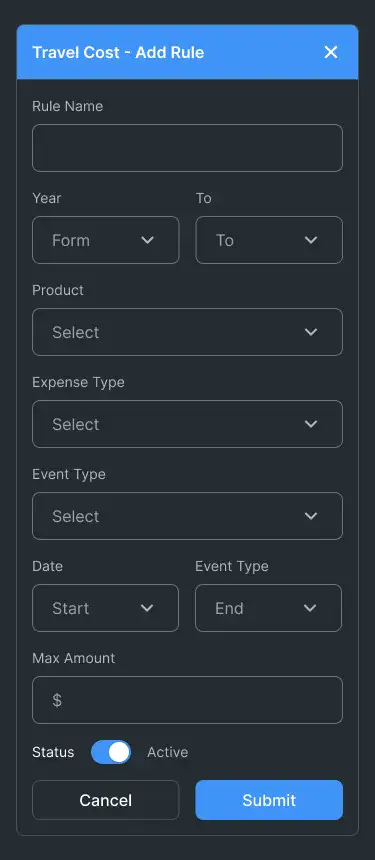 Travel Cost - Add Rule
Rule Name
Year To
Form To
Product
Select
Expense Type
Select
Event Type
Select
Date Event Type
Start End
Max Amount
$
Status Active
Cancel Submit